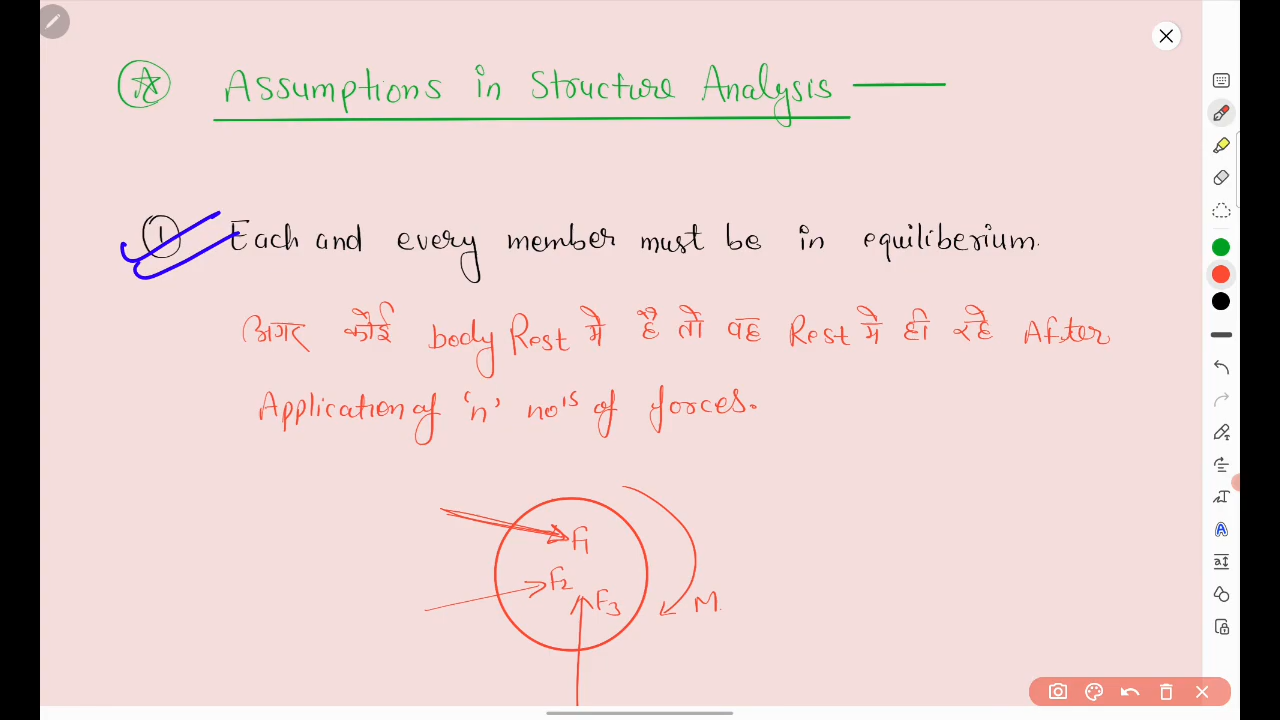 Assumptions in Structure Analysis
① Each and every member must be in equiliberium.
अगर कोई body Rest में है तो वह Rest में ही रहे After
Application of 'n' no's of forces.
F1
F2
F3
M